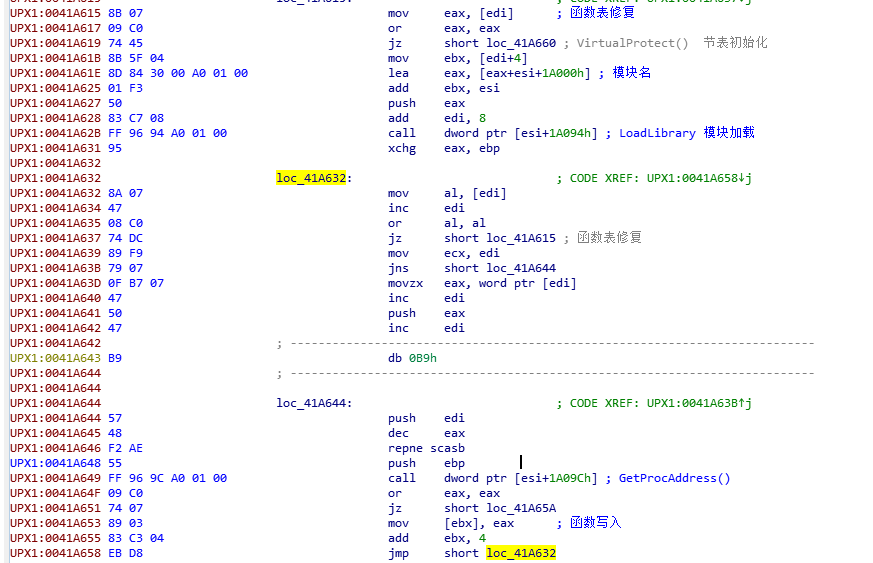 UPX1:0041A615 8B 07 mov eax, [edi] ; 函数表修复
UPX1:0041A617 09 C0 or eax, eax
UPX1:0041A619 74 45 jz short loc_41A660 ; VirtualProtect() 节表初始化
UPX1:0041A61B 8B 5F 04 mov ebx, [edi+4]
UPX1:0041A61E 8D 84 30 00 A0 01 00 lea eax, [eax+esi+1A000h] ; 模块名
UPX1:0041A625 01 F3 add ebx, esi
UPX1:0041A627 50 push eax
UPX1:0041A628 83 C7 08 add edi, 8
UPX1:0041A62B FF 96 94 A0 01 00 call dword ptr [esi+1A094h] ; LoadLibrary 模块加载
UPX1:0041A631 95 xchg eax, ebp
UPX1:0041A632
UPX1:0041A632 loc_41A632: ; CODE XREF: UPX1:0041A658↓j
UPX1:0041A632 8A 07 mov al, [edi]
UPX1:0041A634 47 inc edi
UPX1:0041A635 08 C0 or al, al
UPX1:0041A637 74 DC jz short loc_41A615 ; 函数表修复
UPX1:0041A639 89 F9 mov ecx, edi
UPX1:0041A63B 79 07 jns short loc_41A644
UPX1:0041A63D 0F B7 07 movzx eax, word ptr [edi]
UPX1:0041A640 47 inc edi
UPX1:0041A641 50 push eax
UPX1:0041A642 47 inc edi
UPX1:0041A642 ; ---------------------------------------------------------------------------
UPX1:0041A643 B9 db 0B9h
UPX1:0041A644 ; ---------------------------------------------------------------------------
UPX1:0041A644
UPX1:0041A644 loc_41A644: ; CODE XREF: UPX1:0041A63B↑j
UPX1:0041A644 57 push edi
UPX1:0041A645 48 dec eax
UPX1:0041A646 F2 AE repne scasb
UPX1:0041A648 55 push ebp
UPX1:0041A649 FF 96 9C A0 01 00 call dword ptr [esi+1A09Ch] ; GetProcAddress()
UPX1:0041A64F 09 C0 or eax, eax
UPX1:0041A651 74 07 jz short loc_41A65A
UPX1:0041A653 89 03 mov [ebx], eax ; 函数写入
UPX1:0041A655 83 C3 04 add ebx, 4
UPX1:0041A658 EB D8 jmp short loc_41A632